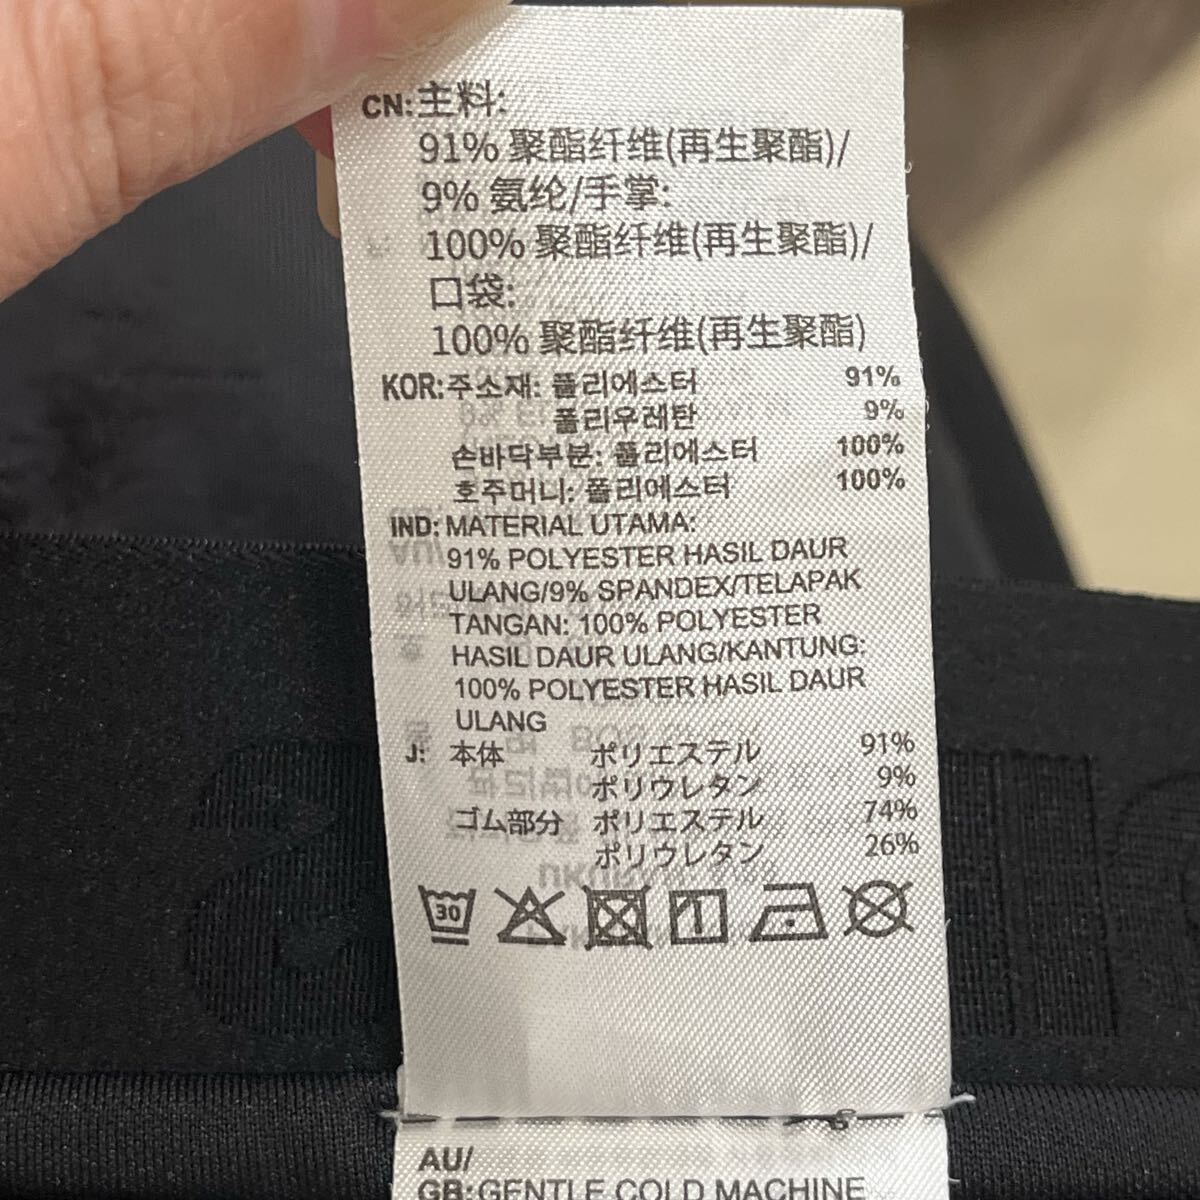 CN: 主料:
91% 聚酯纤维(再生聚酯)/
9% 氨纶/手掌:
100% 聚酯纤维(再生聚酯)/
口袋:
100% 聚酯纤维(再生聚酯)
KOR: 주소재: 폴리에스터 91%
폴리우레탄 9%
손바닥부분: 폴리에스터 100%
호주머니: 폴리에스터 100%
IND: MATERIAL UTAMA:
91% POLYESTER HASIL DAUR
ULANG/9% SPANDEX/TELAPAK
TANGAN: 100% POLYESTER
HASIL DAUR ULANG/KANTUNG:
100% POLYESTER HASIL DAUR
ULANG
J: 本体 ポリエステル 91%
ポリウレタン 9%
ゴム部分 ポリエステル 74%
ポリウレタン 26%
30
AU/
GB: GENTLE COLD MACHINE